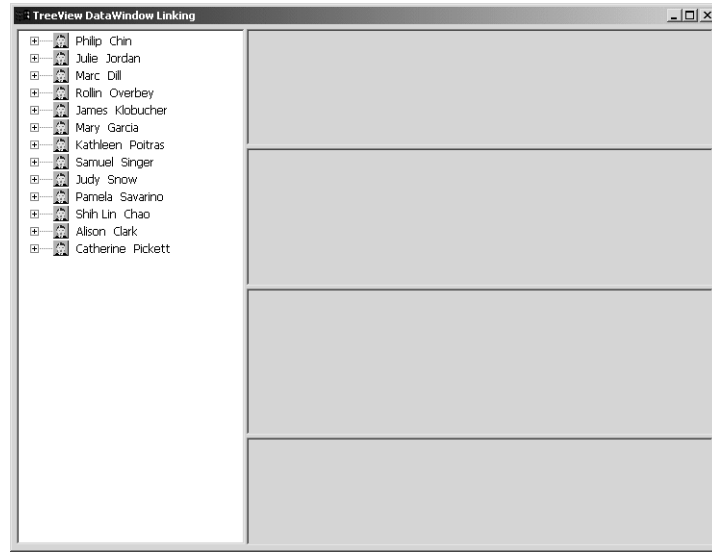 TreeView DataWindow Linking
Philip Chin
Julie Jordan
Marc Dill
Rollin Overbey
James Klobucher
Mary Garcia
Kathleen Poitras
Samuel Singer
Judy Snow
Pamela Savarino
Shih Lin Chao
Alison Clark
Catherine Pickett